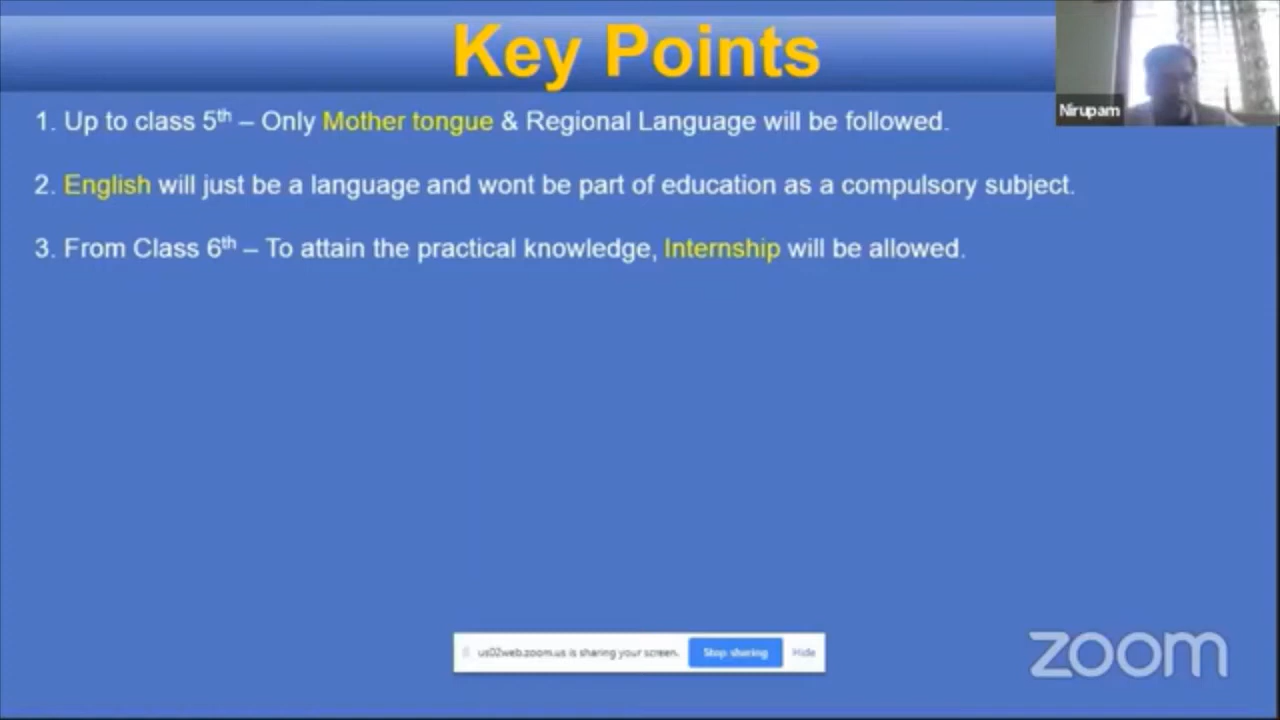 Key Points
Nirupam
1. Up to class 5th – Only Mother tongue & Regional Language will be followed.
2. English will just be a language and wont be part of education as a compulsory subject.
3. From Class 6th – To attain the practical knowledge, Internship will be allowed.
us02web.zoom.us is sharing your screen. Stop sharing Hide
zoom